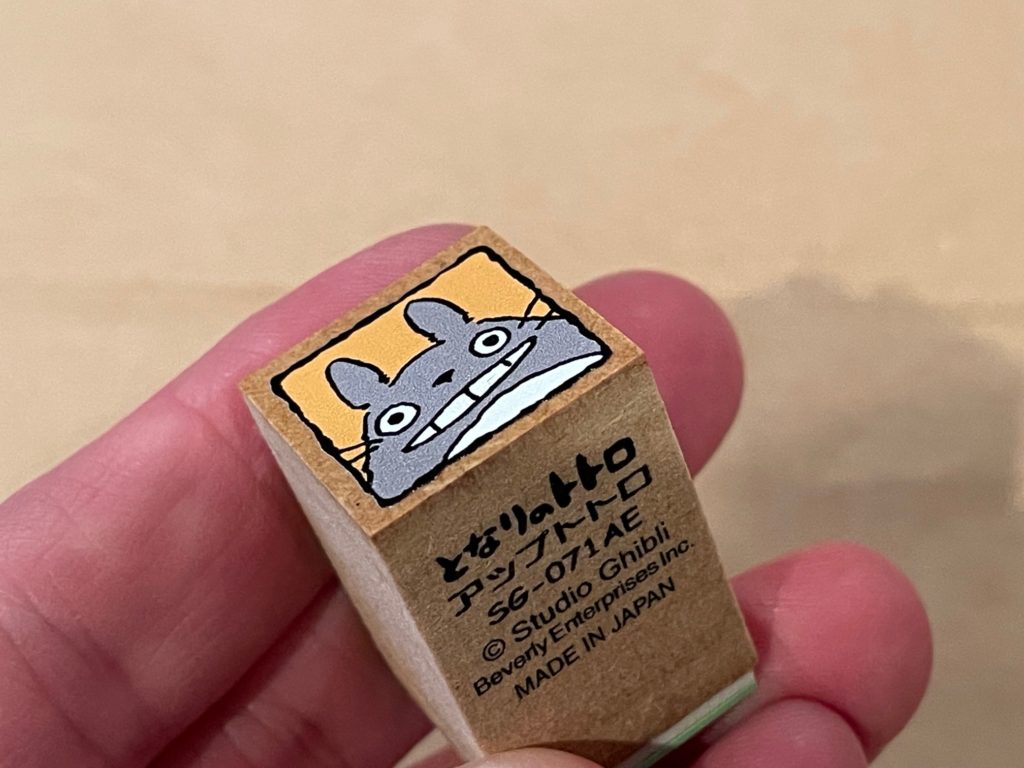 となりのトトロ
アップトトロ
SG-071AE
© Studio Ghibli
Beverly Enterprises Inc.
MADE IN JAPAN